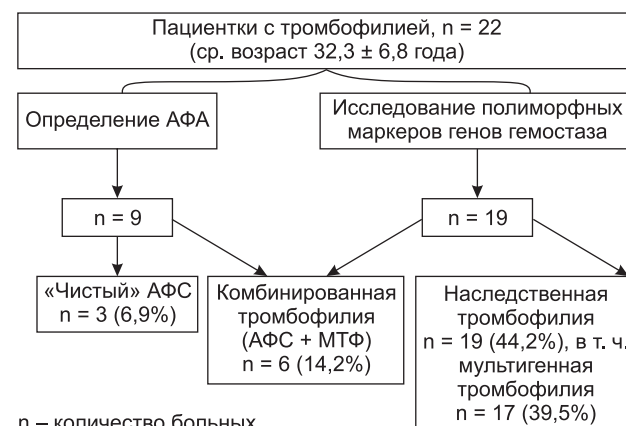 Пациентки с тромбофилией, n = 22
(ср. возраст 32,3 ± 6,8 года)
Определение АФА
Исследование полиморфных
маркеров генов гемостаза
n = 9
n = 19
«Чистый» АФС
n = 3 (6,9%)
Комбинированная
тромбофилия
(АФС + МТФ)
n = 6 (14,2%)
Наследственная
тромбофилия
n = 19 (44,2%), в т. ч.
мультигенная
тромбофилия
n = 17 (39,5%)
n – количество больных